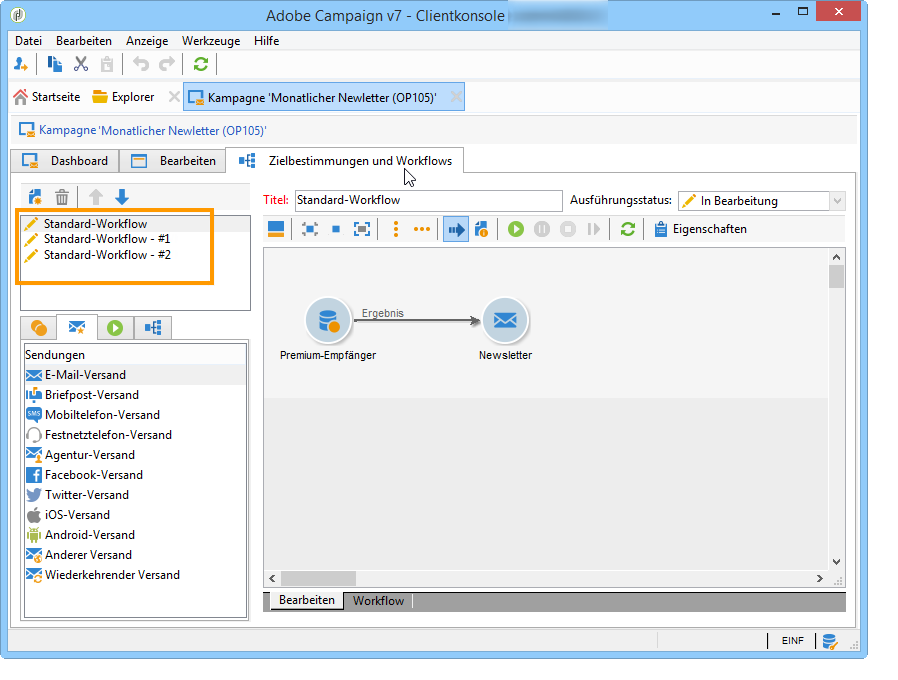 Adobe Campaign v7 - Clientkonsole
Datei Bearbeiten Anzeige Werkzeuge Hilfe
Startseite Explorer Kampagne 'Monatlicher Newletter (OP105)'
Kampagne 'Monatlicher Newletter (OP105)'
Dashboard Bearbeiten Zielbestimmungen und Workflows
Titel: Standard-Workflow Ausführungsstatus: In Bearbeitung
Standard-Workflow
Standard-Workflow - #1
Standard-Workflow - #2
Eigenschaften
Ergebnis
Premium-Empfänger Newsletter
Sendungen
E-Mail-Versand
Briefpost-Versand
SMS Mobiltelefon-Versand
Festnetztelefon-Versand
Agentur-Versand
Facebook-Versand
Twitter-Versand
iOS-Versand
Android-Versand
Anderer Versand
Wiederkehrender Versand
Bearbeiten Workflow
EINF